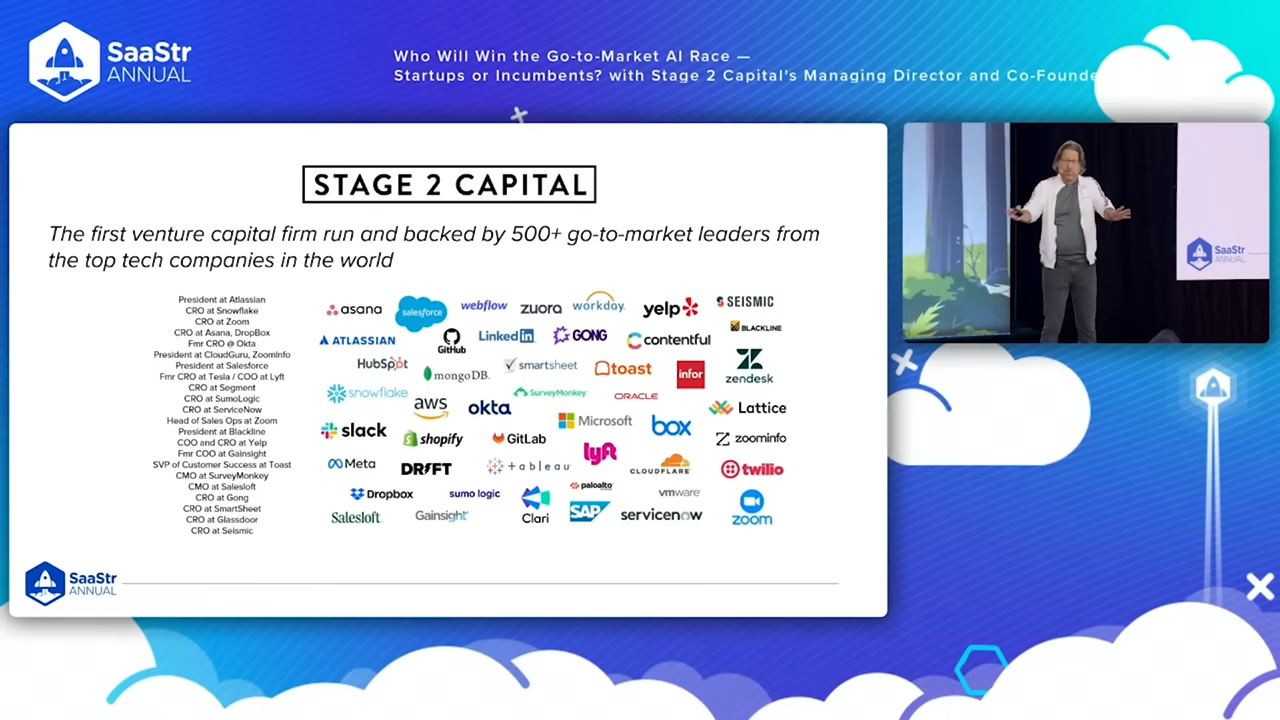 SaaStr
ANNUAL
Who Will Win the Go-to-Market AI Race —
Startups or Incumbents? with Stage 2 Capital's Managing Director and Co-Founde
STAGE 2 CAPITAL
The first venture capital firm run and backed by 500+ go-to-market leaders from
the top tech companies in the world
President at Atlassian
CRO at Snowflake
CRO at Zoom
CRO at Asana, DropBox
Fmr CRO @ Okta
President at CloudGuru, ZoomInfo
President at Salesforce
Fmr CRO at Tesla / COO at Lyft
CRO at Segment
CRO at SumoLogic
CRO at ServiceNow
Head of Sales Ops at Zoom
President at Blackline
COO and CRO at Yelp
Fmr COO at Gainsight
SVP of Customer Success at Toast
CMO at SurveyMonkey
CMO at Salesloft
CRO at Gong
CRO at SmartSheet
CRO at Glassdoor
CRO at Seismic
asana salesforce webflow zuora workday. yelp SEISMIC
ATLASSIAN GitHub LinkedIn GONG contentful BLACKLINE
HubSpot mongoDB. smartsheet toast infor zendesk
snowflake aws okta SurveyMonkey ORACLE Lattice
slack shopify GitLab Microsoft box zoominfo
Meta DRIFT +ableau lyft CLOUDFLARE twilio
Dropbox sumo logic Clari paloalto vmware zoom
Salesloft. Gainsight SAP servicenow
SaaStr
ANNUAL
SaaStr
ANNUAL